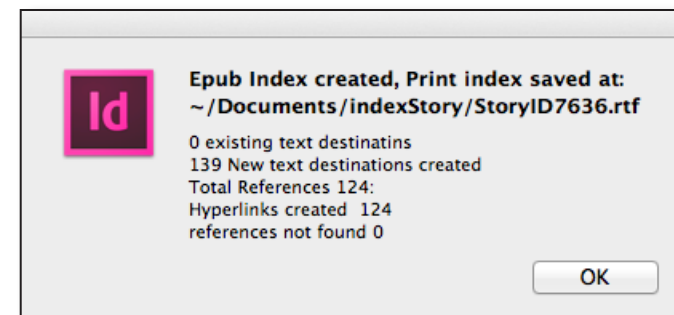 Id
Epub Index created, Print index saved at:
~/Documents/indexStory/StoryID7636.rtf
0 existing text destinatins
139 New text destinations created
Total References 124:
Hyperlinks created  124
references not found 0
OK